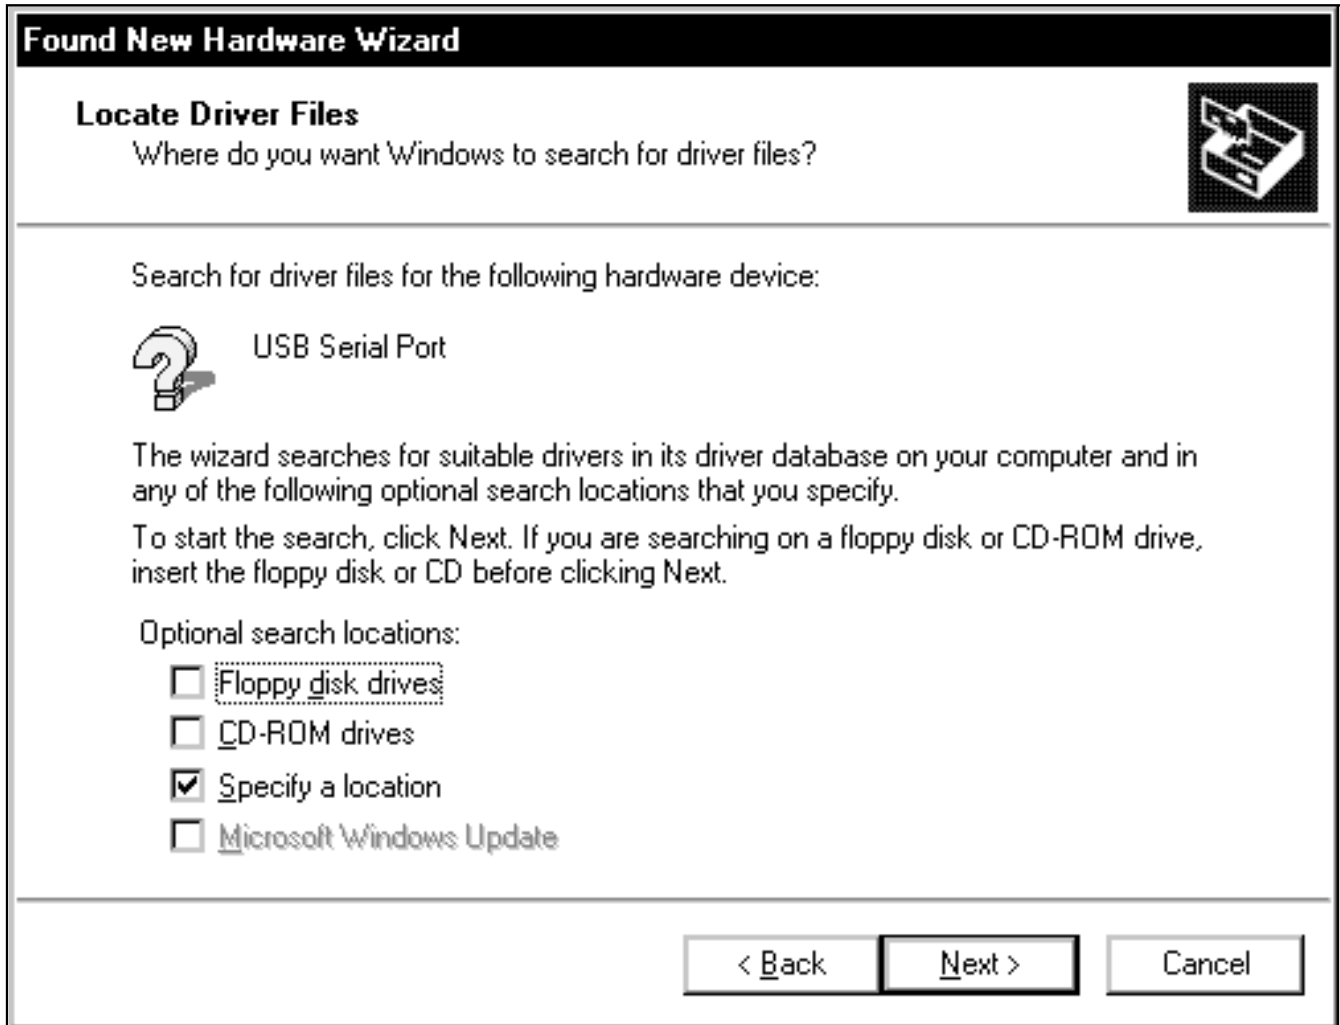 Found New Hardware Wizard
Locate Driver Files
Where do you want Windows to search for driver files?
Search for driver files for the following hardware device:
USB Serial Port
The wizard searches for suitable drivers in its driver database on your computer and in
any of the following optional search locations that you specify.
To start the search, click Next. If you are searching on a floppy disk or CD-ROM drive,
insert the floppy disk or CD before clicking Next.
Optional search locations:
Floppy disk drives
CD-ROM drives
Specify a location
Microsoft Windows Update
< Back Next > Cancel